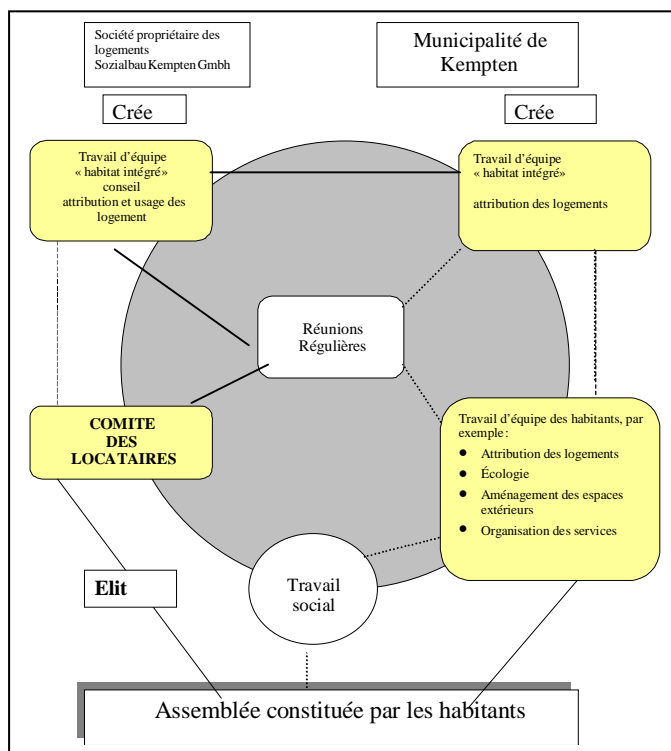 Société propriétaire des
logements
Sozialbau Kempten Gmbh
Municipalité de
Kempten
Crée
Crée
Travail d'équipe
« habitat intégré»
conseil
attribution et usage des
logement
Travail d'équipe
« habitat intégré»
attribution des logements
Réunions
Régulières
COMITE
DES
LOCATAIRES
Travail d'équipe des habitants, par
exemple :
● Attribution des logements
● Écologie
● Aménagement des espaces
extérieurs
● Organisation des services
Elit
Travail
social
Assemblée constituée par les habitants